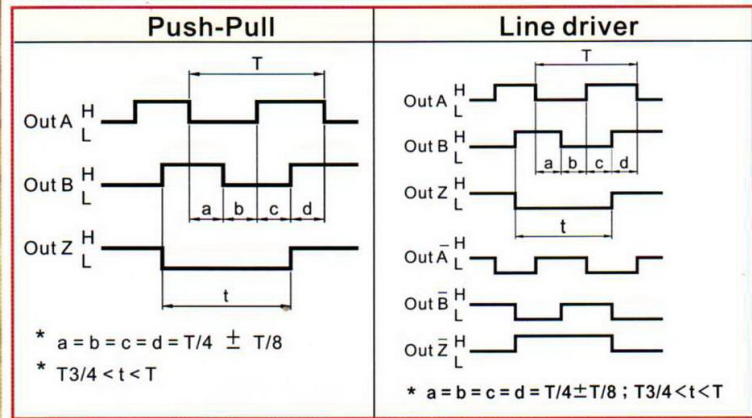 Push-Pull
T
Out A H
L
Out B H
L
a b c d
Out Z H
L
t
* a = b = c = d = T/4 ± T/8
* T3/4 < t < T
Line driver
T
Out A H
L
Out B H
L
a b c d
Out Z H
L
t
Out A̅ H
L
Out B̅ H
L
Out Z̅ H
L
* a = b = c = d = T/4±T/8 ; T3/4<t<T